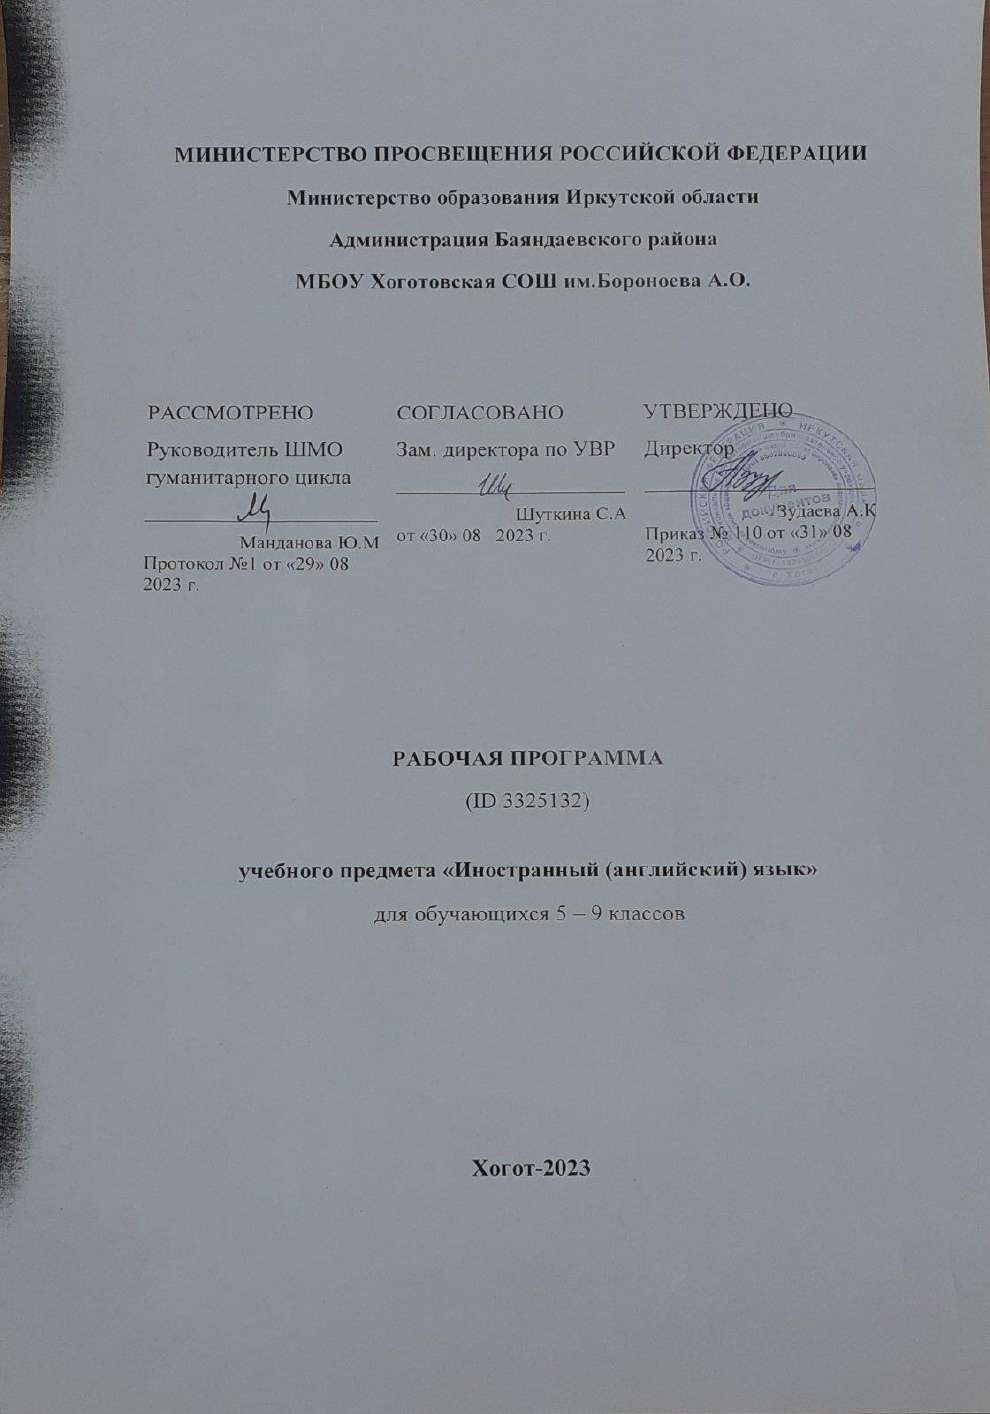 МИНИСТЕРСТВО ПРОСВЕЩЕНИЯ РОССИЙСКОЙ ФЕДЕРАЦИИ
Министерство образования Иркутской области
Администрация Баяндаевского района
МБОУ Хоготовская СОШ им.Бороноева А.О.
РАССМОТРЕНО
Руководитель ШМО
гуманитарного цикла
Манданова Ю.М
Протокол №1 от «29» 08
2023 г.
СОГЛАСОВАНО
Зам. директора по УВР
Шуткина С.А
от «30» 08 2023 г.
УТВЕРЖДЕНО
Директор
Зудаева А.К
Приказ № 110 от «31» 08
2023 г.
для
документов
РАБОЧАЯ ПРОГРАММА
(ID 3325132)
учебного предмета «Иностранный (английский) язык»
для обучающихся 5 – 9 классов
Хогот-2023